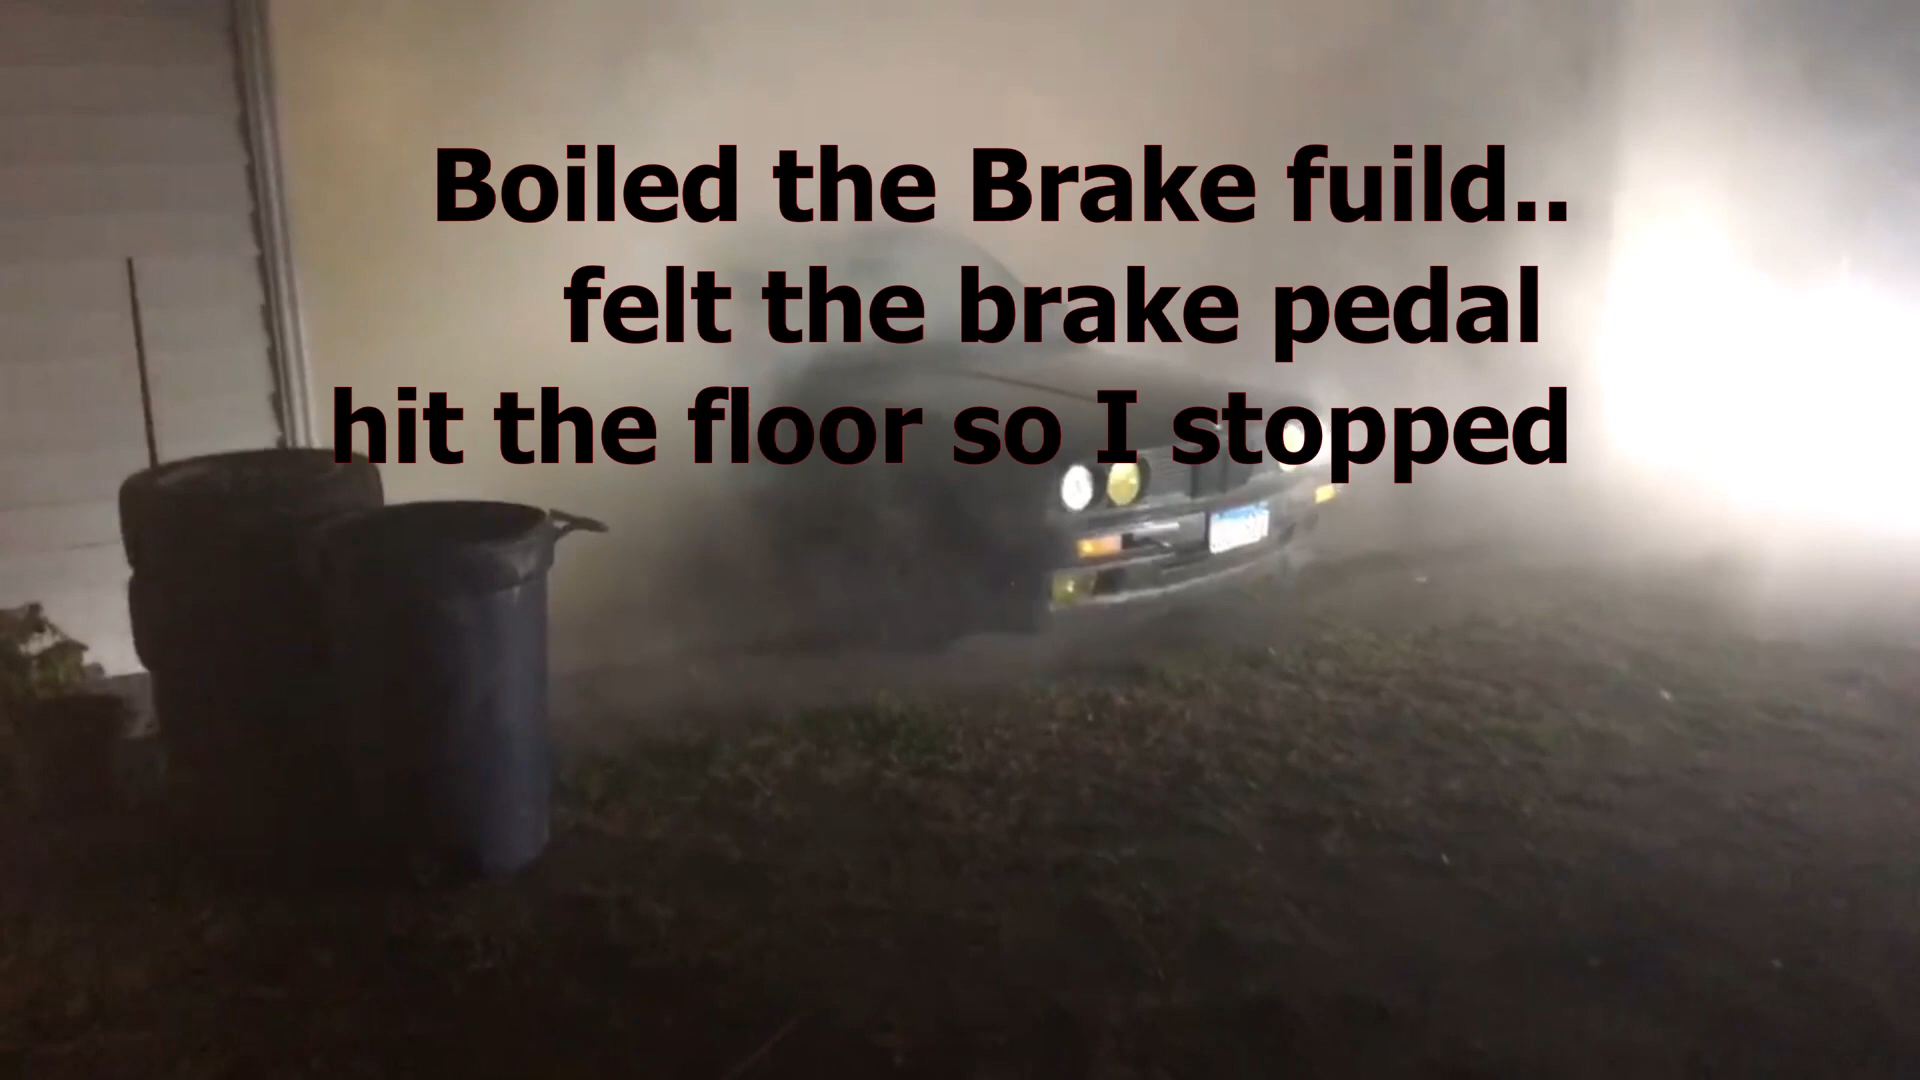 Boiled the Brake fuild..
felt the brake pedal
hit the floor so I stopped